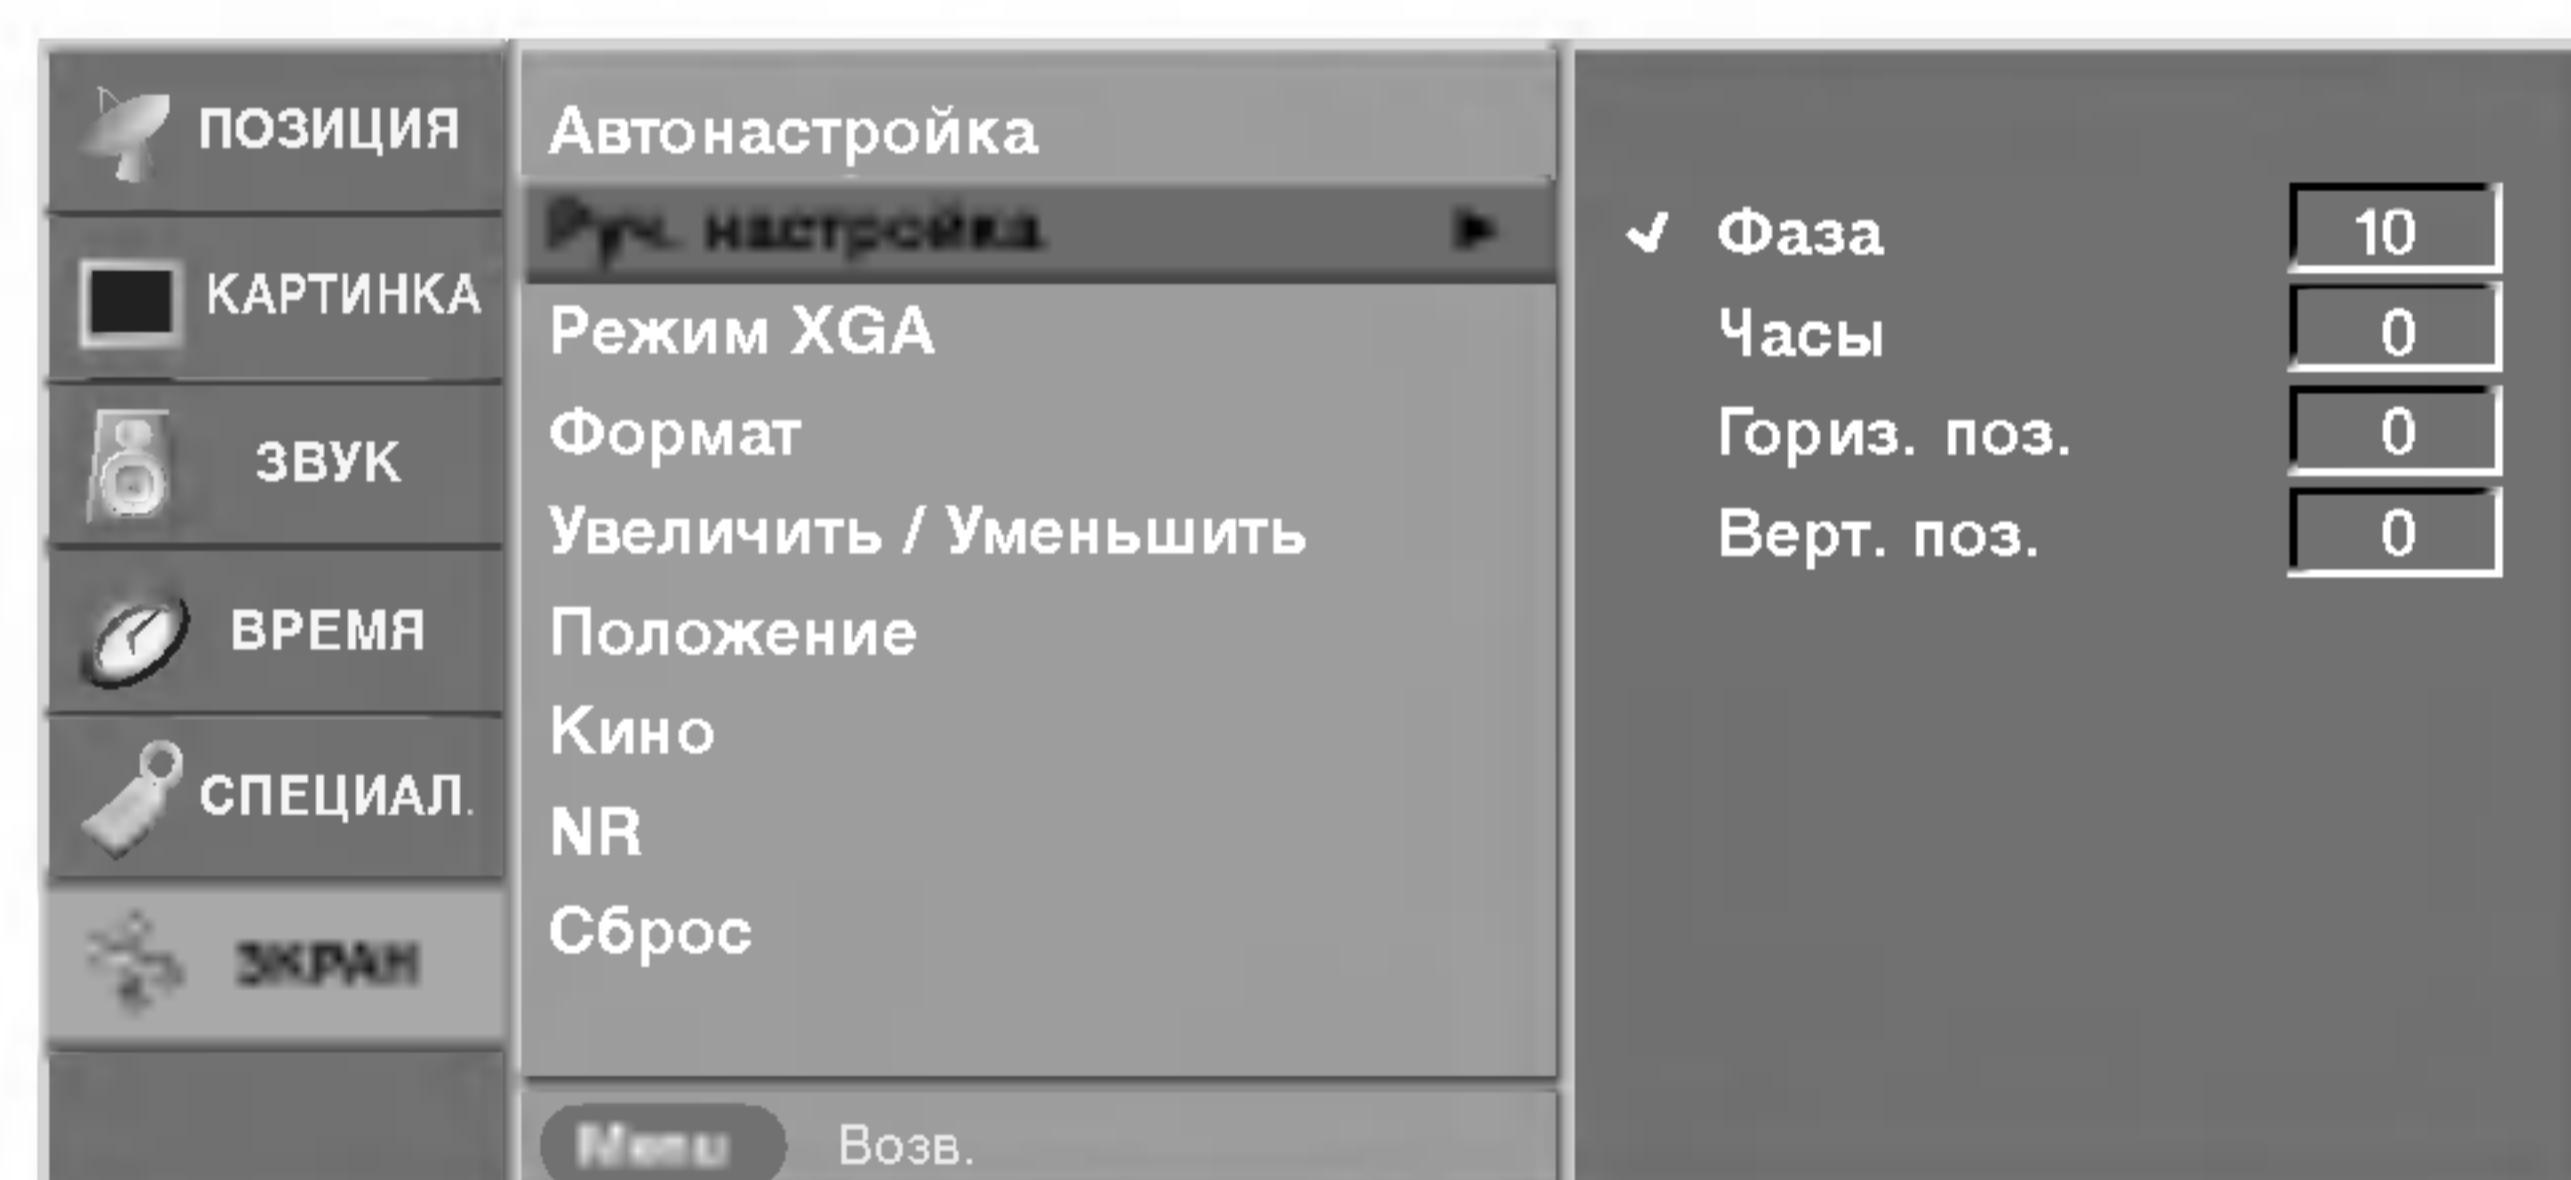 ПОЗИЦИЯ
КАРТИНКА
ЗВУК
ВРЕМЯ
СПЕЦИАЛ.
ЭКРАН
Автонастройка
Руч. настройка
Режим XGA
Формат
Увеличить / Уменьшить
Положение
Кино
NR
Сброс
Menu Возв.
Фаза 10
Часы 0
Гориз. поз. 0
Верт. поз. 0